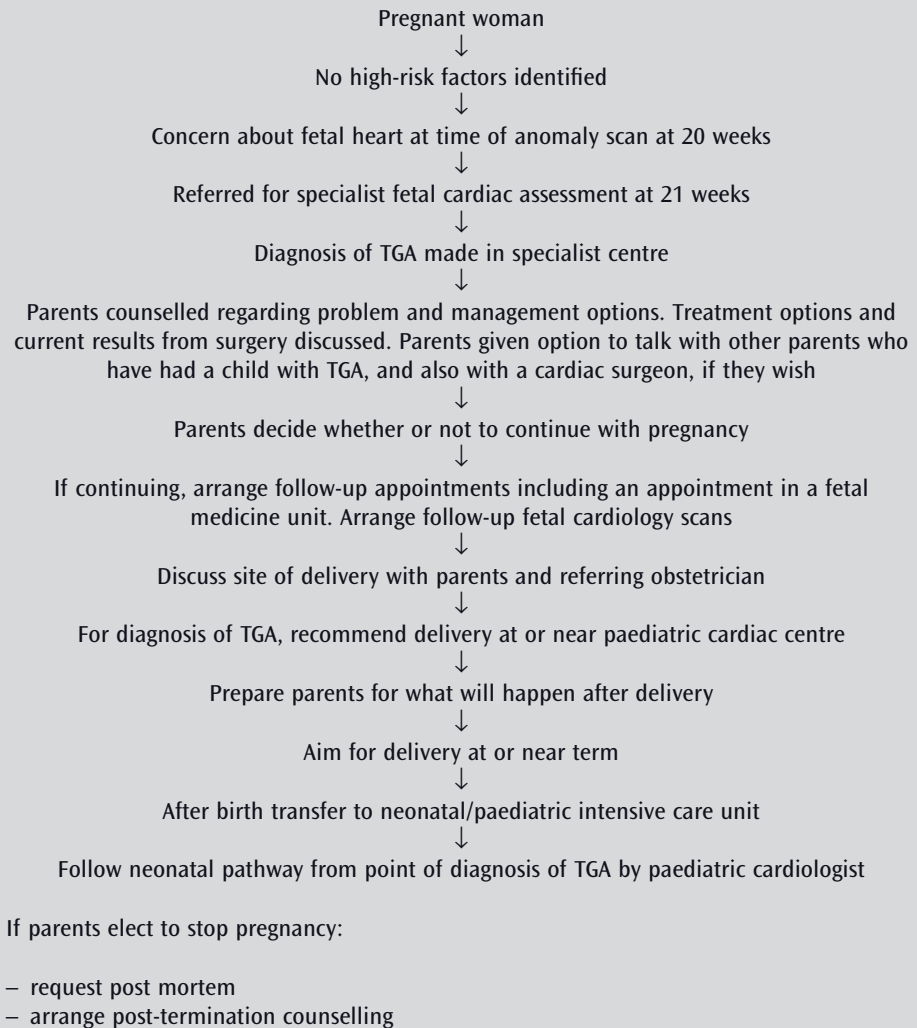 Pregnant woman
↓
No high-risk factors identified
↓
Concern about fetal heart at time of anomaly scan at 20 weeks
↓
Referred for specialist fetal cardiac assessment at 21 weeks
↓
Diagnosis of TGA made in specialist centre
↓
Parents counselled regarding problem and management options. Treatment options and
current results from surgery discussed. Parents given option to talk with other parents who
have had a child with TGA, and also with a cardiac surgeon, if they wish
↓
Parents decide whether or not to continue with pregnancy
↓
If continuing, arrange follow-up appointments including an appointment in a fetal
medicine unit. Arrange follow-up fetal cardiology scans
↓
Discuss site of delivery with parents and referring obstetrician
↓
For diagnosis of TGA, recommend delivery at or near paediatric cardiac centre
↓
Prepare parents for what will happen after delivery
↓
Aim for delivery at or near term
↓
After birth transfer to neonatal/paediatric intensive care unit
↓
Follow neonatal pathway from point of diagnosis of TGA by paediatric cardiologist
If parents elect to stop pregnancy:
– request post mortem
– arrange post-termination counselling